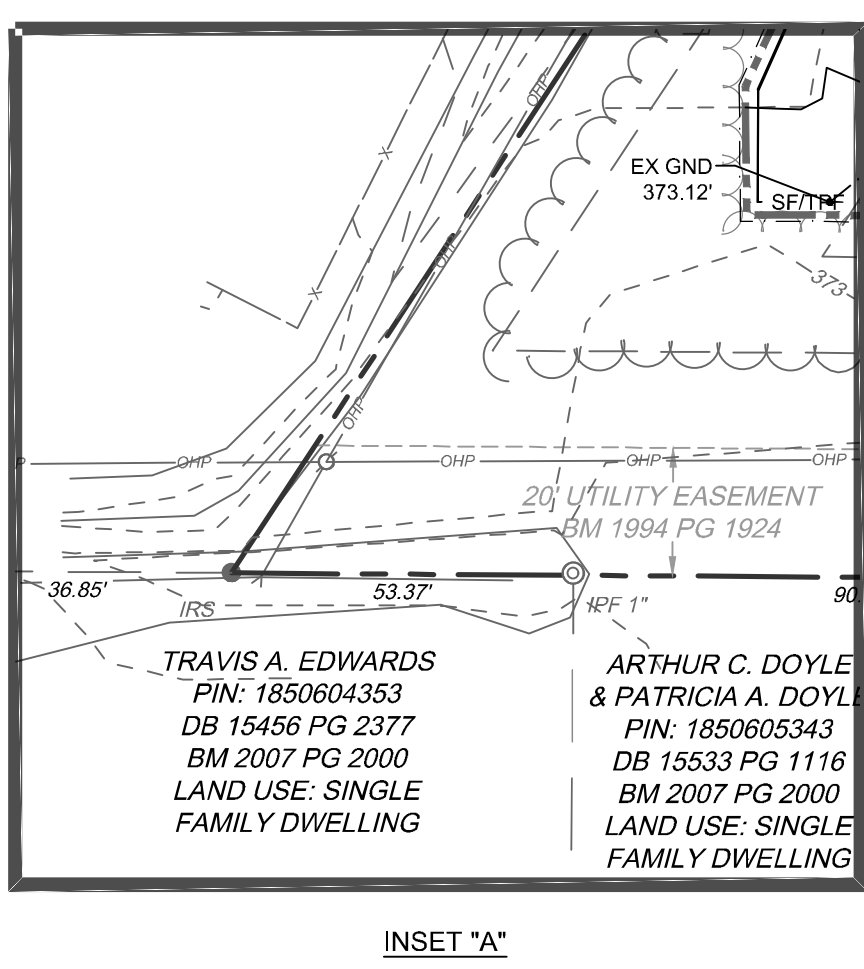 OHP
EX GND
373.12'
SF/TPF
OHP
373
OHP
OHP
OHP
OHP
OHP
20' UTILITY EASEMENT
BM 1994 PG 1924
36.85'
53.37'
90.
IRS
IPF 1"
TRAVIS A. EDWARDS
PIN: 1850604353
DB 15456 PG 2377
BM 2007 PG 2000
LAND USE: SINGLE
FAMILY DWELLING
ARTHUR C. DOYLE
& PATRICIA A. DOYLE
PIN: 1850605343
DB 15533 PG 1116
BM 2007 PG 2000
LAND USE: SINGLE
FAMILY DWELLING
INSET "A"